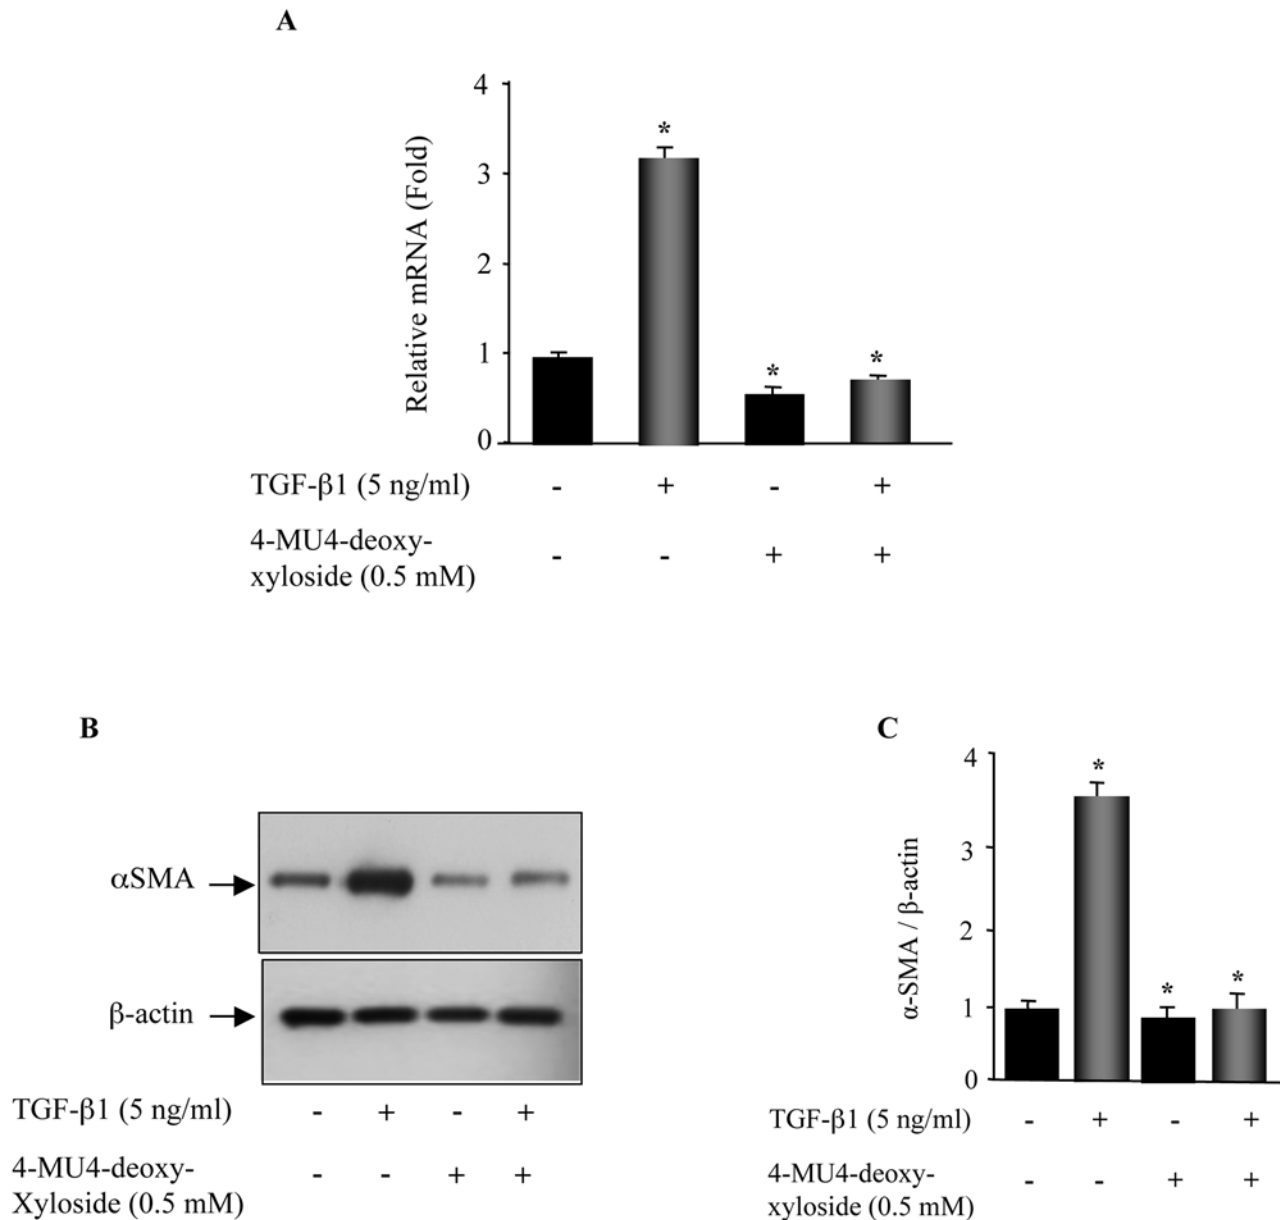 A
4
3
2
1
0
Relative mRNA (Fold)
*
*
*
TGF-β1 (5 ng/ml) - + - +
4-MU4-deoxy-
xyloside (0.5 mM) - - + +
B
αSMA
β-actin
TGF-β1 (5 ng/ml) - + - +
4-MU4-deoxy-
Xyloside (0.5 mM) - - + +
C
4
3
2
1
0
α-SMA / β-actin
*
*
*
TGF-β1 (5 ng/ml) - + - +
4-MU4-deoxy-
xyloside (0.5 mM) - - + +